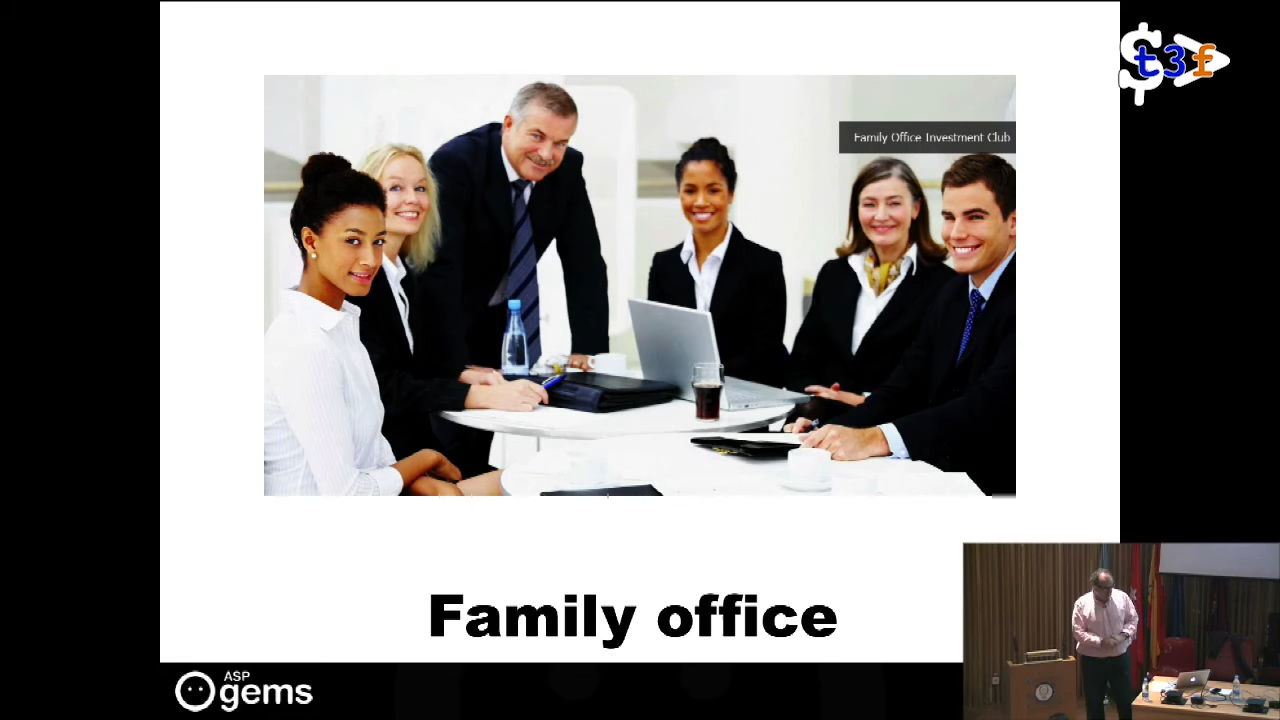 $ t3f
Family Office Investment Club
Family office
ASP
gems